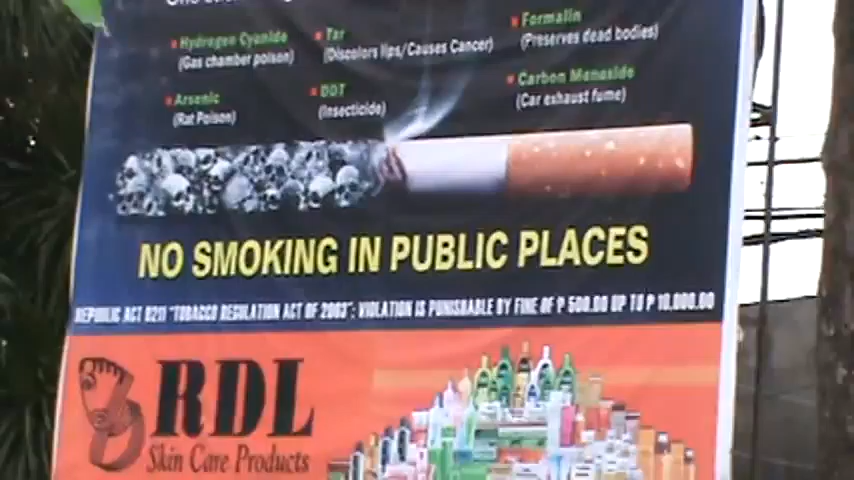 Hydrogen Cyanide
(Gas chamber poison)
Tar
(Discolors lips/Causes Cancer)
Formalin
(Preserves dead bodies)
Arsenic
(Rat Poison)
DDT
(Insecticide)
Carbon Monoxide
(Car exhaust fume)
NO SMOKING IN PUBLIC PLACES
REPUBLIC ACT 9211 "TOBACCO REGULATION ACT OF 2003"; VIOLATION IS PUNISHABLE BY FINE OF P 500.00 UP TO P 10,000.00
RDL
Skin Care Products